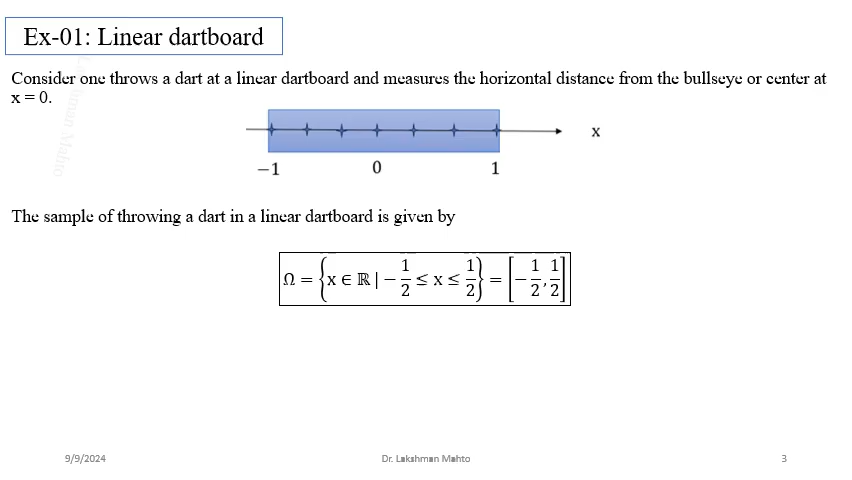 Ex-01: Linear dartboard
Consider one throws a dart at a linear dartboard and measures the horizontal distance from the bullseye or center at
x = 0.
x
−1 0 1
The sample of throwing a dart in a linear dartboard is given by
Ω = {x ∈ ℝ | − 1/2 ≤ x ≤ 1/2} = [− 1/2, 1/2]
9/9/2024 Dr. Lakshman Mahto 3